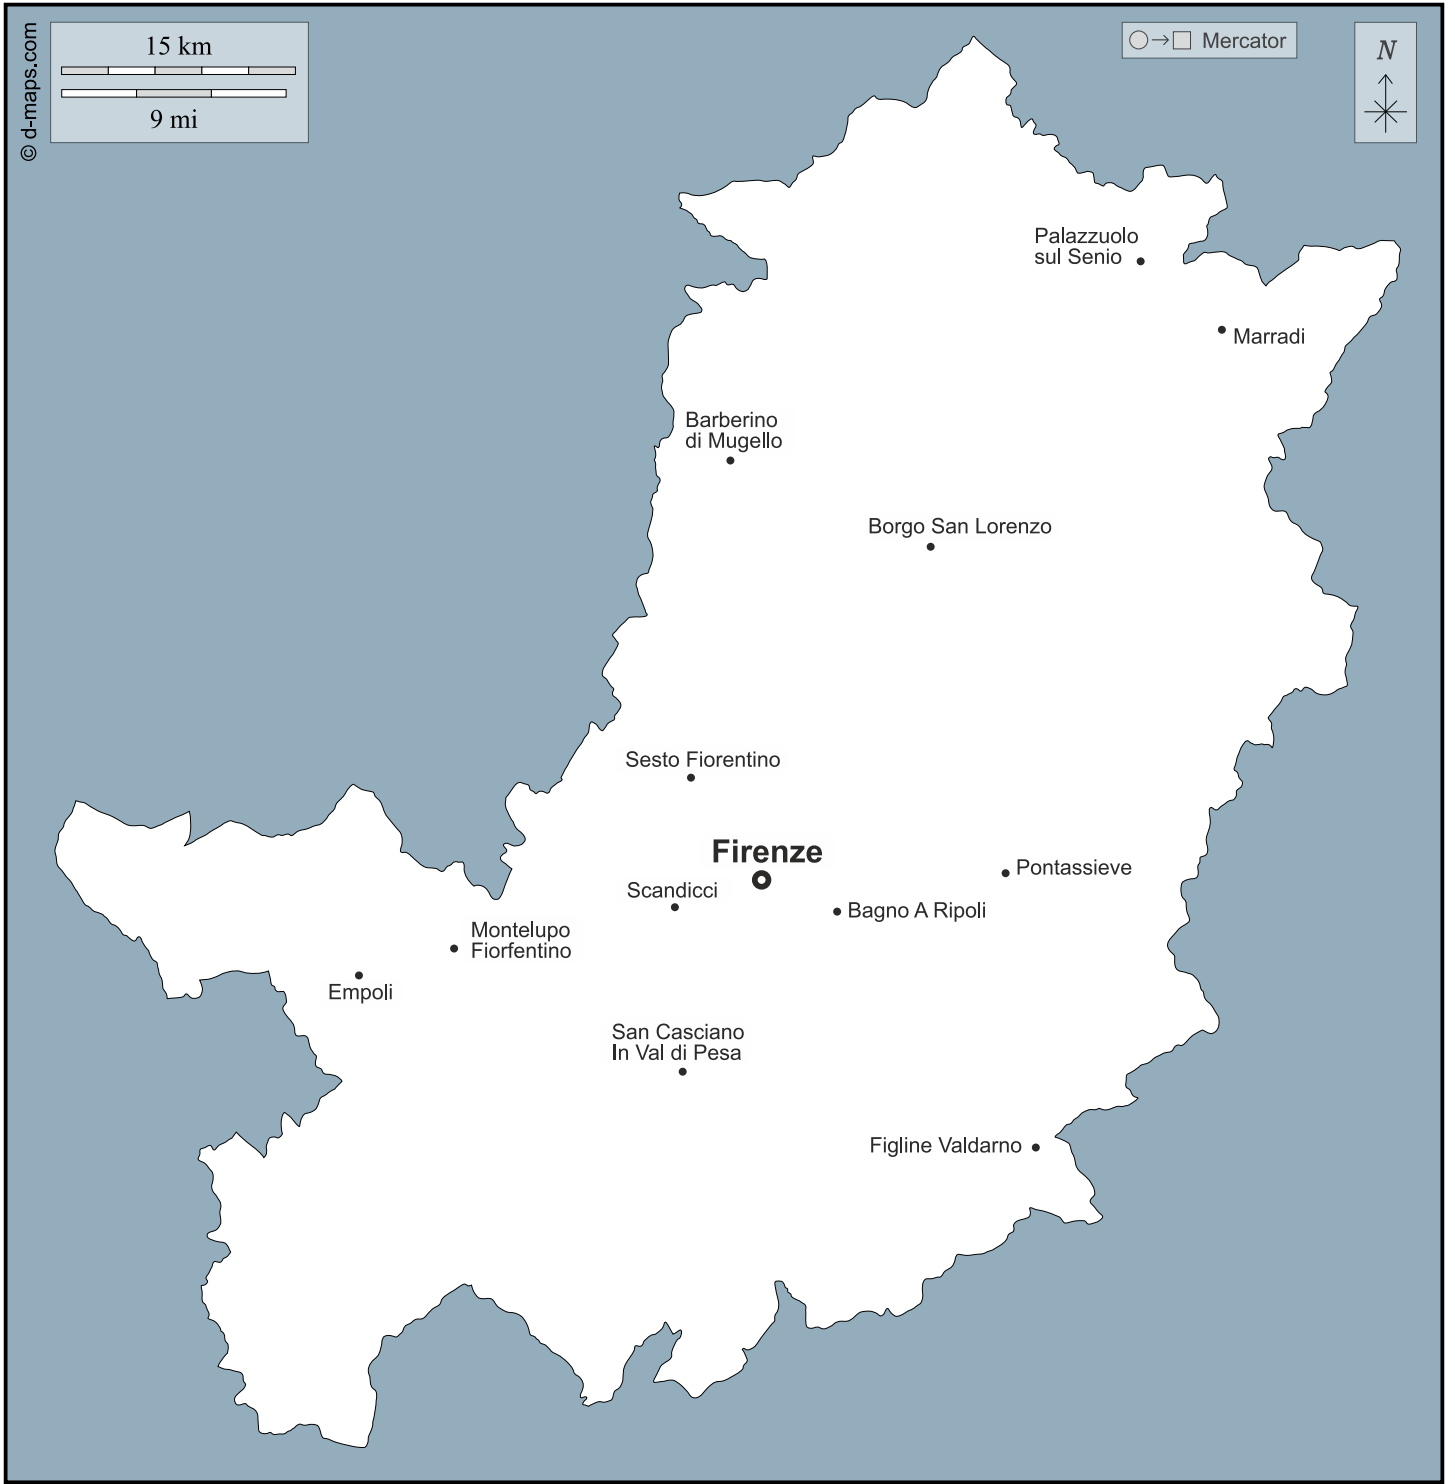 © d-maps.com
15 km
9 mi
Mercator
N
Palazzuolo
sul Senio
Marradi
Barberino
di Mugello
Borgo San Lorenzo
Sesto Fiorentino
Firenze
Pontassieve
Scandicci
Bagno A Ripoli
Montelupo
Fiorfentino
Empoli
San Casciano
In Val di Pesa
Figline Valdarno